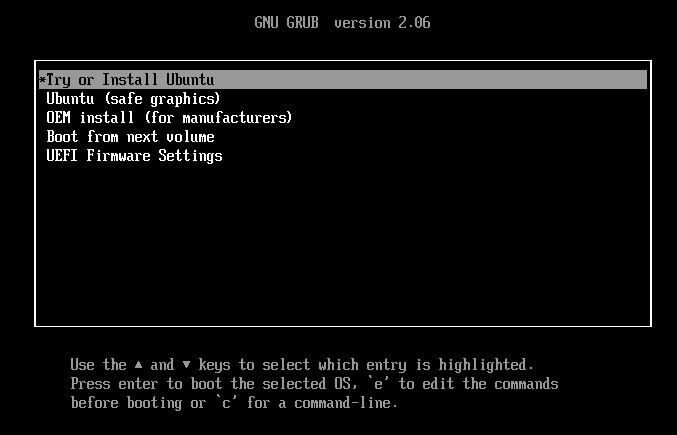 GNU GRUB  version 2.06
*Try or Install Ubuntu
Ubuntu (safe graphics)
OEM install (for manufacturers)
Boot from next volume
UEFI Firmware Settings
Use the ▲ and ▼ keys to select which entry is highlighted.
Press enter to boot the selected OS, `e' to edit the commands
before booting or `c' for a command-line.